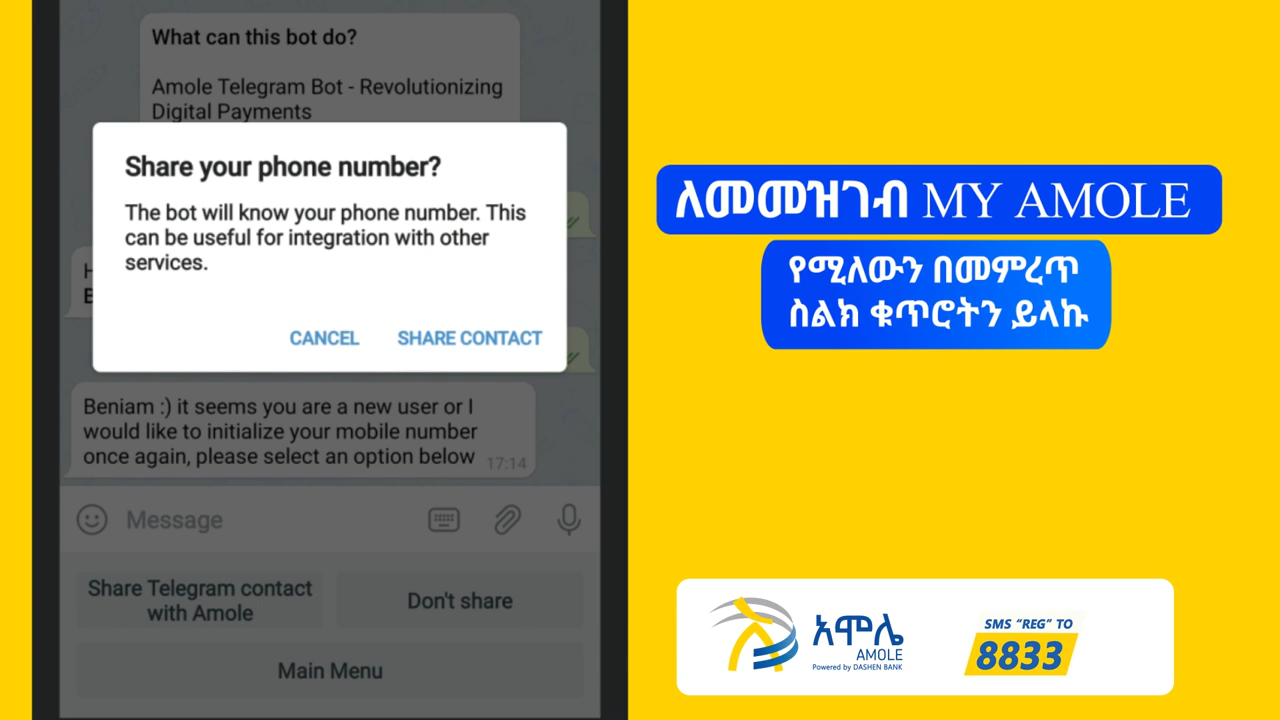 What can this bot do?
Amole Telegram Bot - Revolutionizing
Digital Payments
Share your phone number?
The bot will know your phone number. This
can be useful for integration with other
services.
CANCEL SHARE CONTACT
Beniam :) it seems you are a new user or I
would like to initialize your mobile number
once again, please select an option below 17:14
Message
Share Telegram contact
with Amole
Don't share
Main Menu
ለመመዝገብ MY AMOLE
የሚለውን በመምረጥ
ስልክ ቁጥሮትን ይላኩ
አሞሌ
AMOLE
Powered by DASHEN BANK
SMS “REG” TO
8833